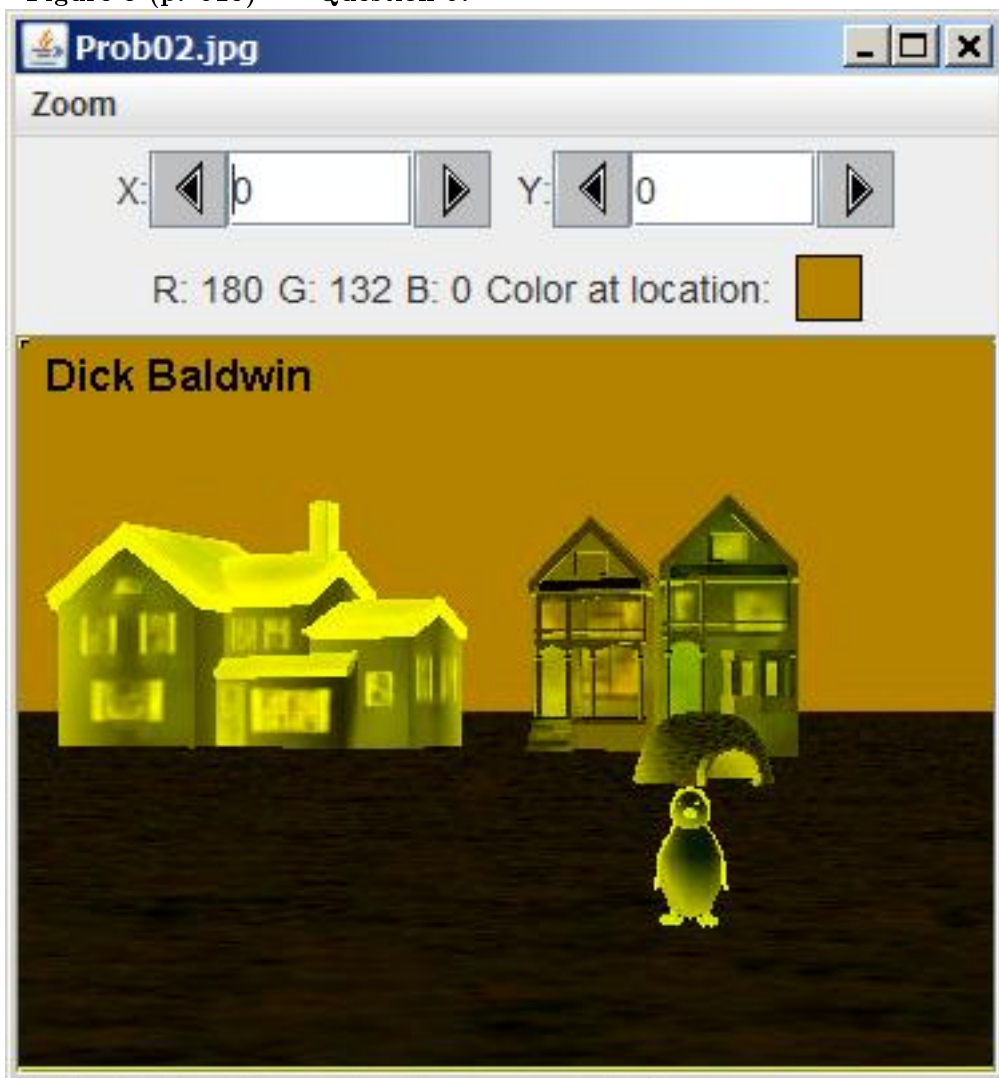 Prob02.jpg
Zoom
X: 0 Y: 0
R: 180 G: 132 B: 0 Color at location:
Dick Baldwin